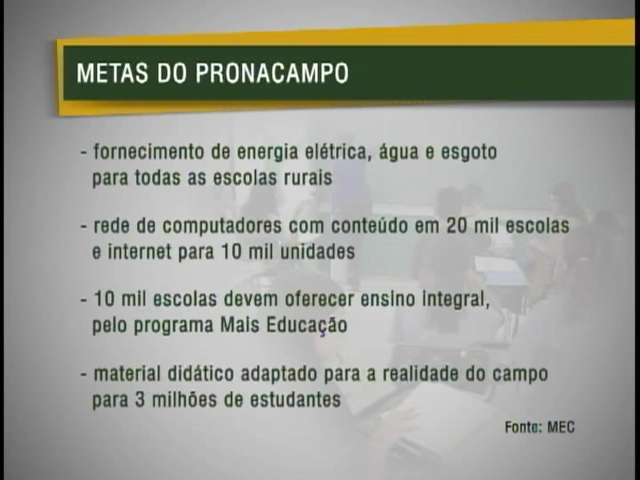 METAS DO PRONACAMPO
- fornecimento de energia elétrica, água e esgoto
para todas as escolas rurais
- rede de computadores com conteúdo em 20 mil escolas
e internet para 10 mil unidades
- 10 mil escolas devem oferecer ensino integral,
pelo programa Mais Educação
- material didático adaptado para a realidade do campo
para 3 milhões de estudantes
Fonte: MEC